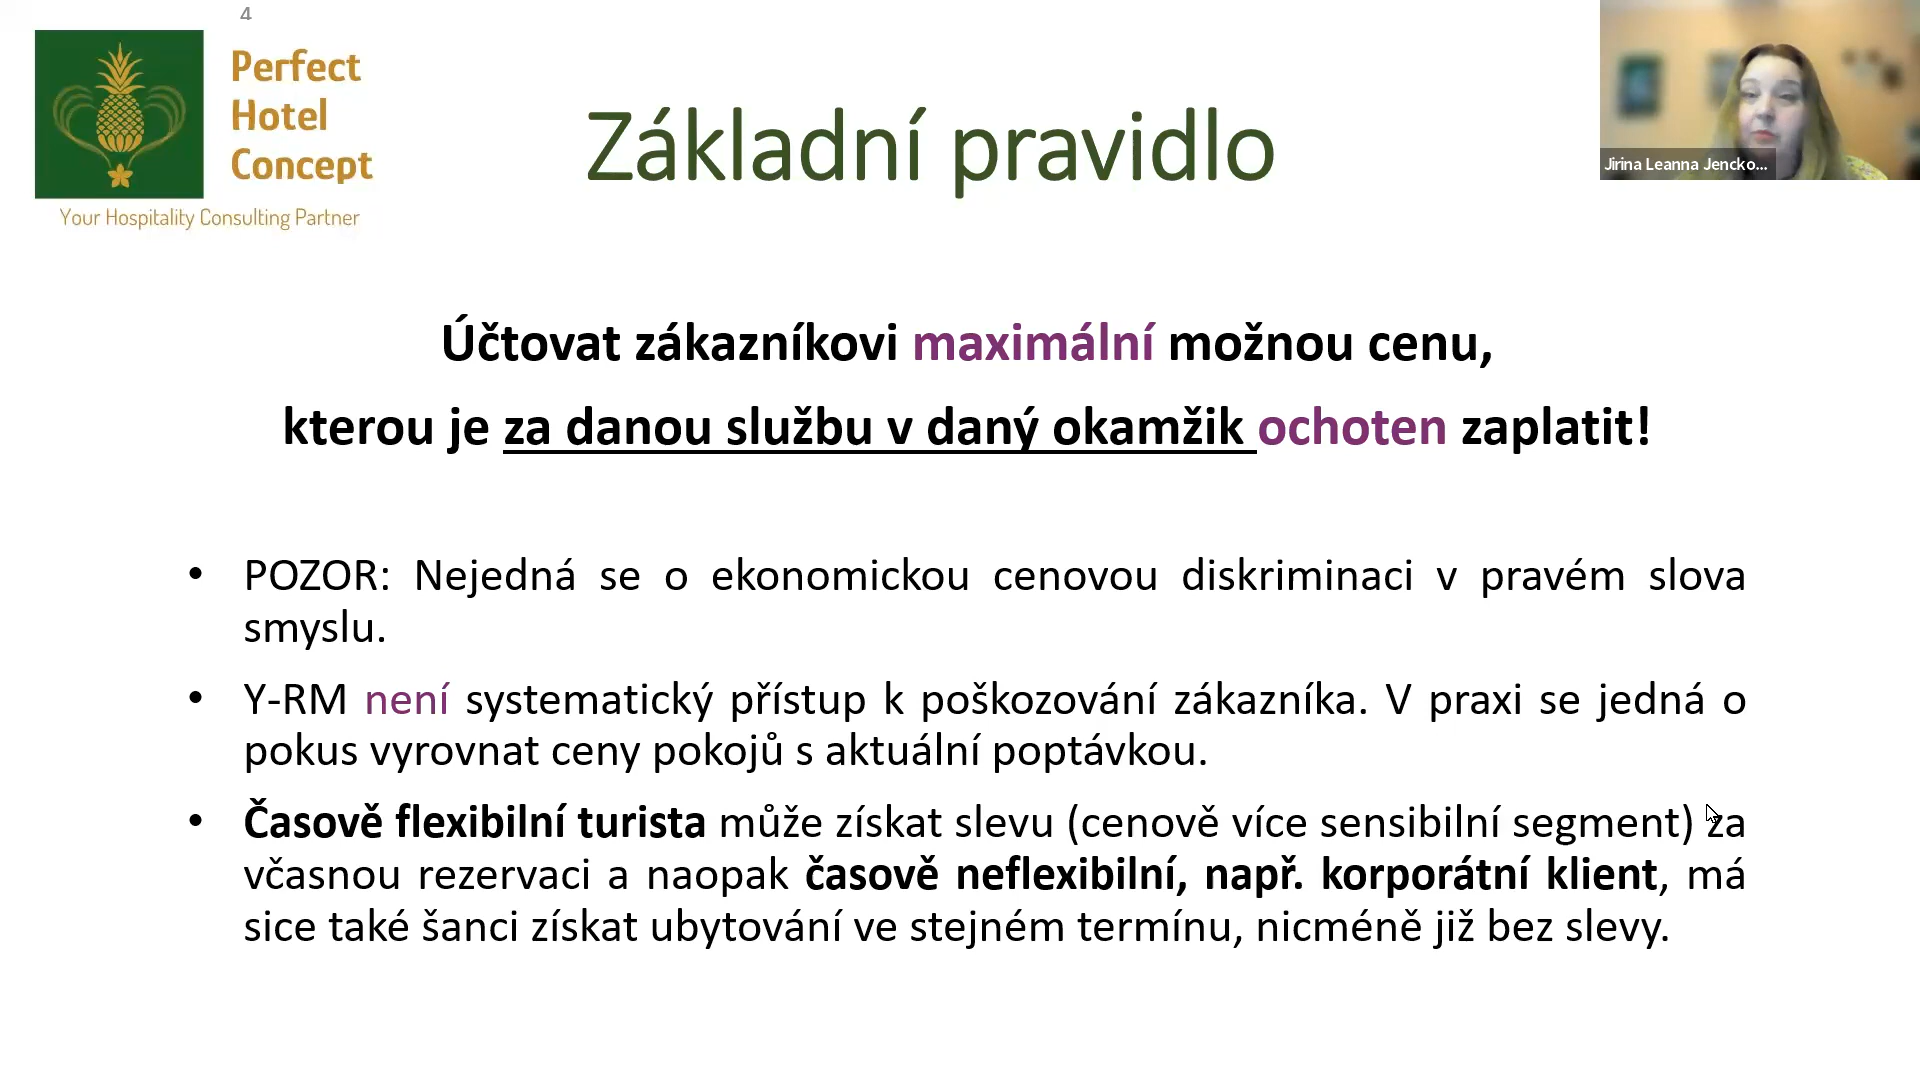 4
Perfect
Hotel
Concept
Your Hospitality Consulting Partner
Základní pravidlo
Jirina Leanna Jencko...
Účtovat zákazníkovi maximální možnou cenu,
kterou je za danou službu v daný okamžik ochoten zaplatit!
• POZOR: Nejedná se o ekonomickou cenovou diskriminaci v pravém slova
smyslu.
• Y-RM není systematický přístup k poškozování zákazníka. V praxi se jedná o
pokus vyrovnat ceny pokojů s aktuální poptávkou.
• Časově flexibilní turista může získat slevu (cenově více sensibilní segment) za
včasnou rezervaci a naopak časově neflexibilní, např. korporátní klient, má
sice také šanci získat ubytování ve stejném termínu, nicméně již bez slevy.